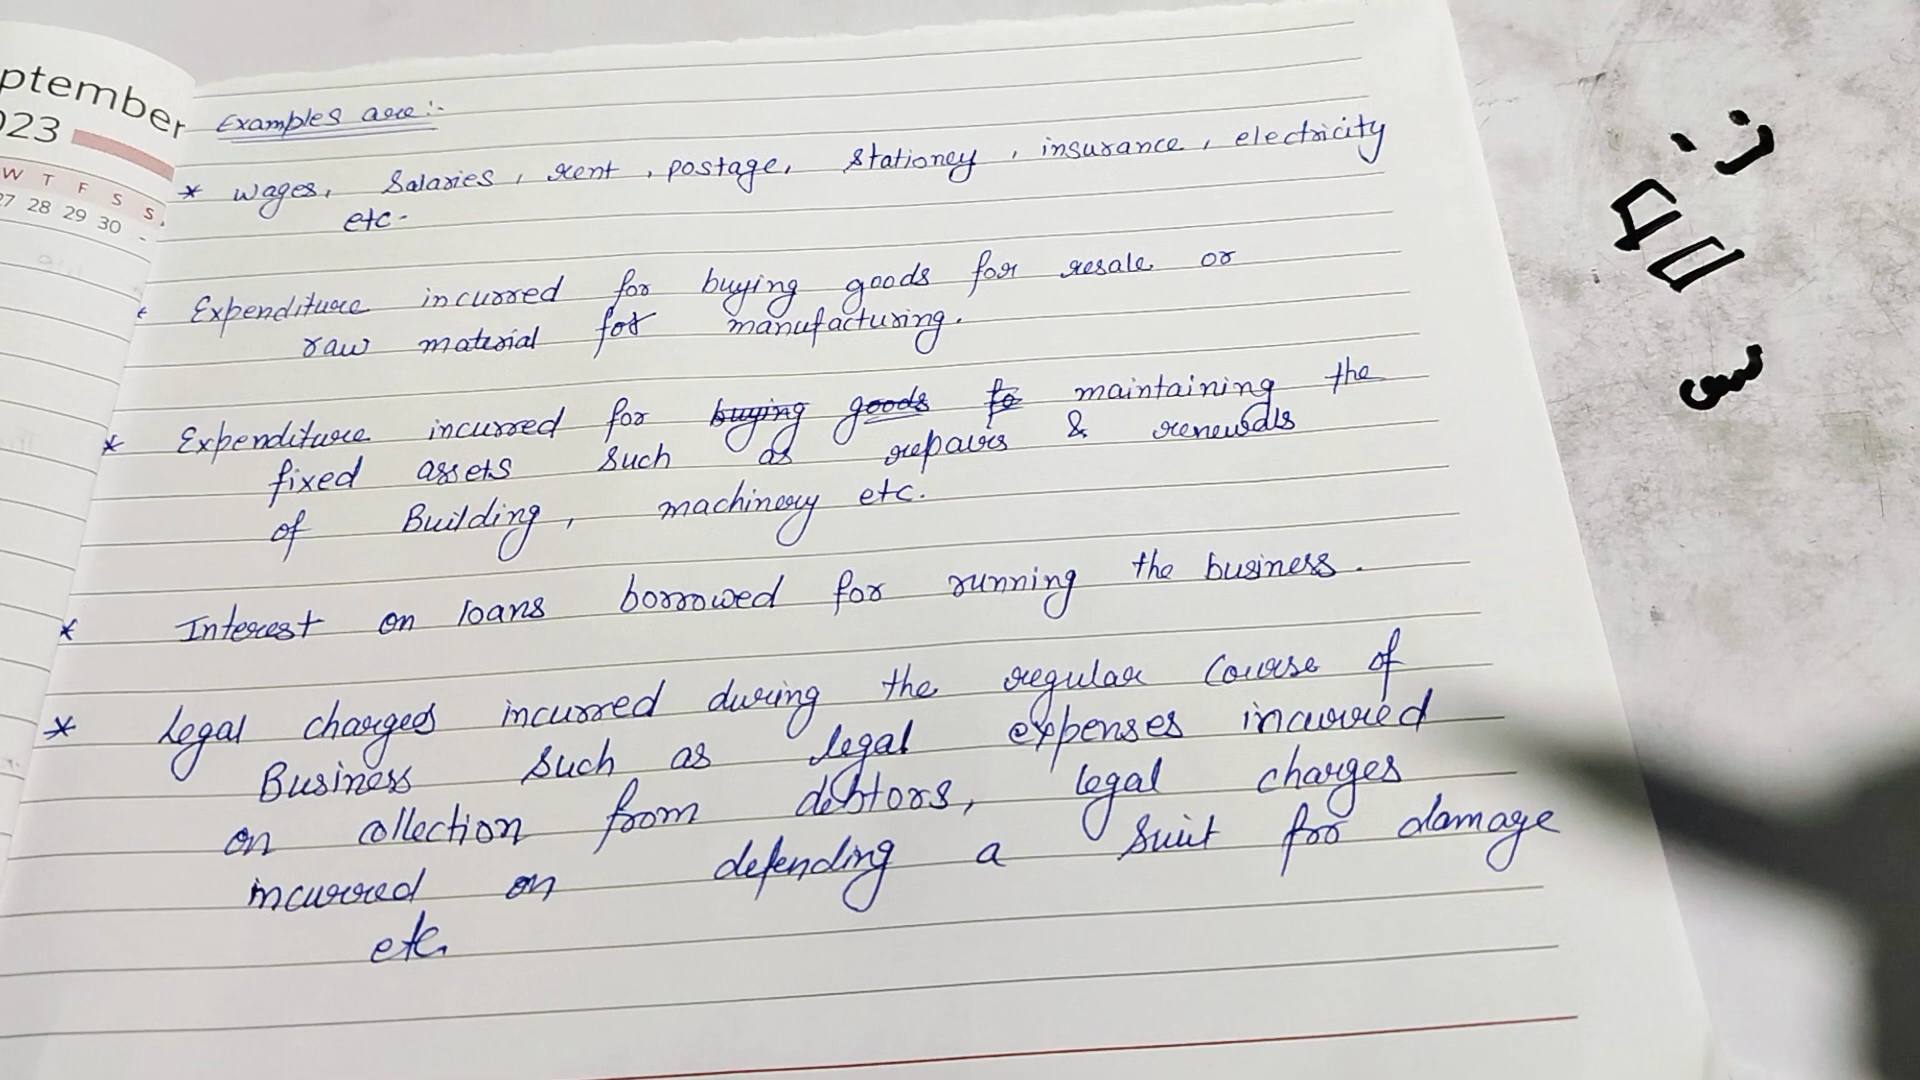 ptember
023
W T F S S
27 28 29 30 -
Examples are :-
* Wages, Salaries, rent, postage, Stationey, insurance, electricity
etc-
* Expenditure incurred for buying goods for resale or
raw material for manufacturing.
* Expenditure incurred for buying goods fo maintaining the
fixed assets such as repairs & renewals
of Building, machinery etc.
* Interest on loans borrowed for running the business.
* Legal charges incurred during the regular Course of
Business such as legal expenses incurred
on collection from debtors, legal charges
incurred on defending a suit for damage
etc.